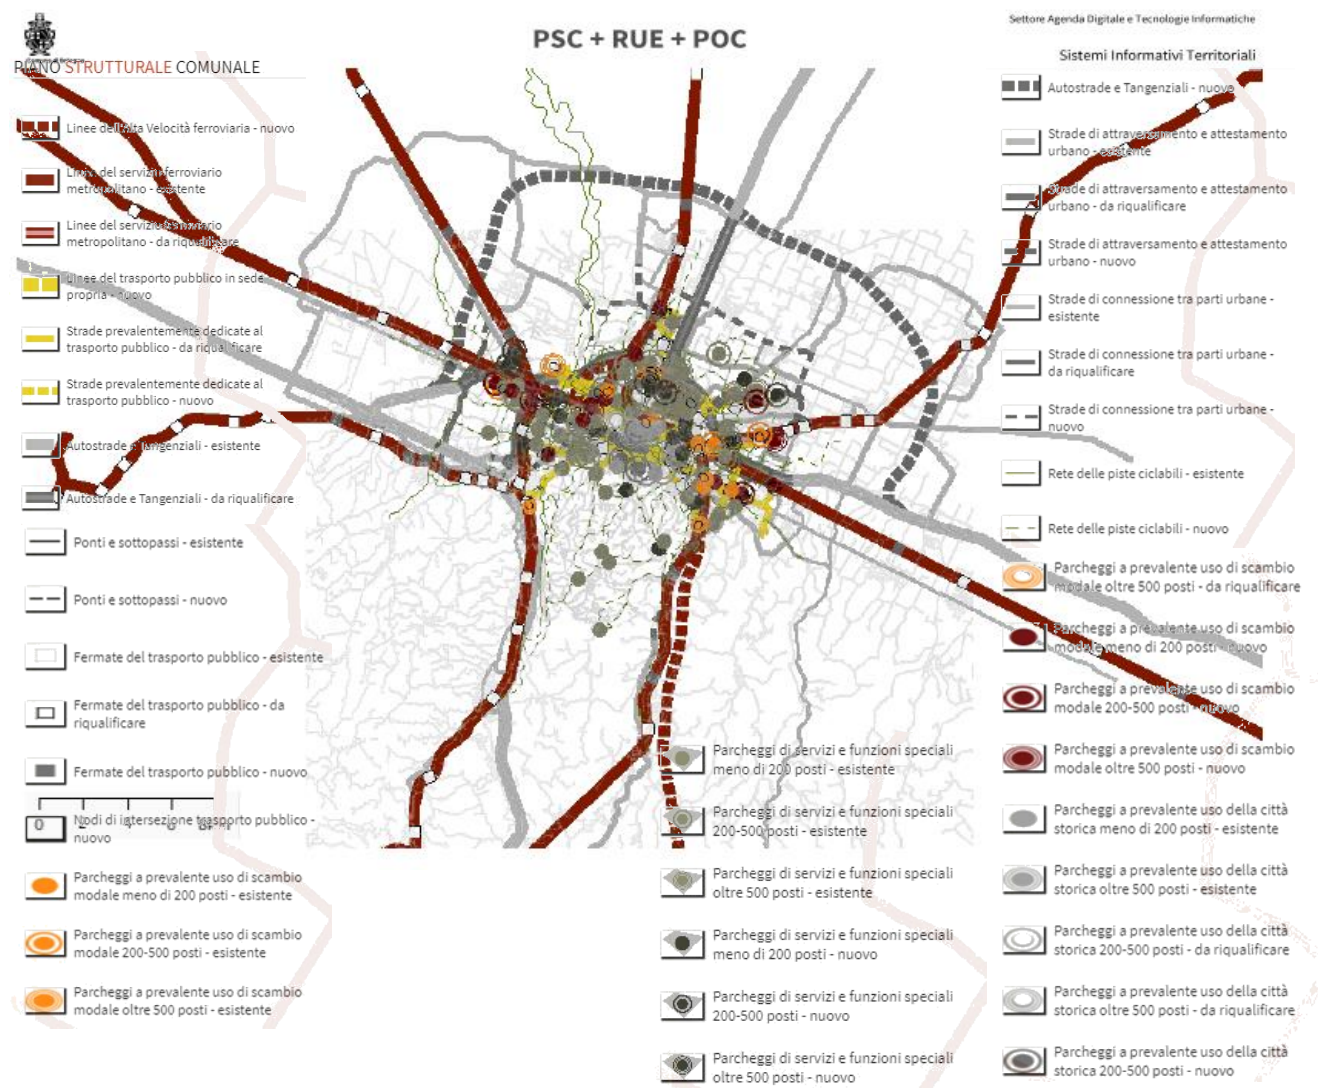 PSC + RUE + POC
Settore Agenda Digitale e Tecnologie Informatiche
Sistemi Informativi Territoriali
PIANO STRUTTURALE COMUNALE
Linee dell'Alta Velocità ferroviaria - nuovo
Linee del servizio ferroviario
metropolitano - esistente
Linee del servizio ferroviario
metropolitano - da riqualificare
Linee del trasporto pubblico in sede
propria - nuovo
Strade prevalentemente dedicate al
trasporto pubblico - da riqualificare
Strade prevalentemente dedicate al
trasporto pubblico - nuovo
Autostrade e Tangenziali - esistente
Autostrade e Tangenziali - da riqualificare
Ponti e sottopassi - esistente
Ponti e sottopassi - nuovo
Fermate del trasporto pubblico - esistente
Fermate del trasporto pubblico - da
riqualificare
Fermate del trasporto pubblico - nuovo
0
Nodi di intersezione trasporto pubblico -
nuovo
Parcheggi a prevalente uso di scambio
modale meno di 200 posti - esistente
Parcheggi a prevalente uso di scambio
modale 200-500 posti - esistente
Parcheggi a prevalente uso di scambio
modale oltre 500 posti - esistente
Parcheggi di servizi e funzioni speciali
meno di 200 posti - esistente
Parcheggi di servizi e funzioni speciali
200-500 posti - esistente
Parcheggi di servizi e funzioni speciali
oltre 500 posti - esistente
Parcheggi di servizi e funzioni speciali
meno di 200 posti - nuovo
Parcheggi di servizi e funzioni speciali
200-500 posti - nuovo
Parcheggi di servizi e funzioni speciali
oltre 500 posti - nuovo
Autostrade e Tangenziali - nuovo
Strade di attraversamento e attestamento
urbano - esistente
Strade di attraversamento e attestamento
urbano - da riqualificare
Strade di attraversamento e attestamento
urbano - nuovo
Strade di connessione tra parti urbane -
esistente
Strade di connessione tra parti urbane -
da riqualificare
Strade di connessione tra parti urbane -
nuovo
Rete delle piste ciclabili - esistente
Rete delle piste ciclabili - nuovo
Parcheggi a prevalente uso di scambio
modale oltre 500 posti - da riqualificare
Parcheggi a prevalente uso di scambio
modale meno di 200 posti - nuovo
Parcheggi a prevalente uso di scambio
modale 200-500 posti - nuovo
Parcheggi a prevalente uso di scambio
modale oltre 500 posti - nuovo
Parcheggi a prevalente uso della città
storica meno di 200 posti - esistente
Parcheggi a prevalente uso della città
storica oltre 500 posti - esistente
Parcheggi a prevalente uso della città
storica 200-500 posti - da riqualificare
Parcheggi a prevalente uso della città
storica oltre 500 posti - da riqualificare
Parcheggi a prevalente uso della città
storica 200-500 posti - nuovo